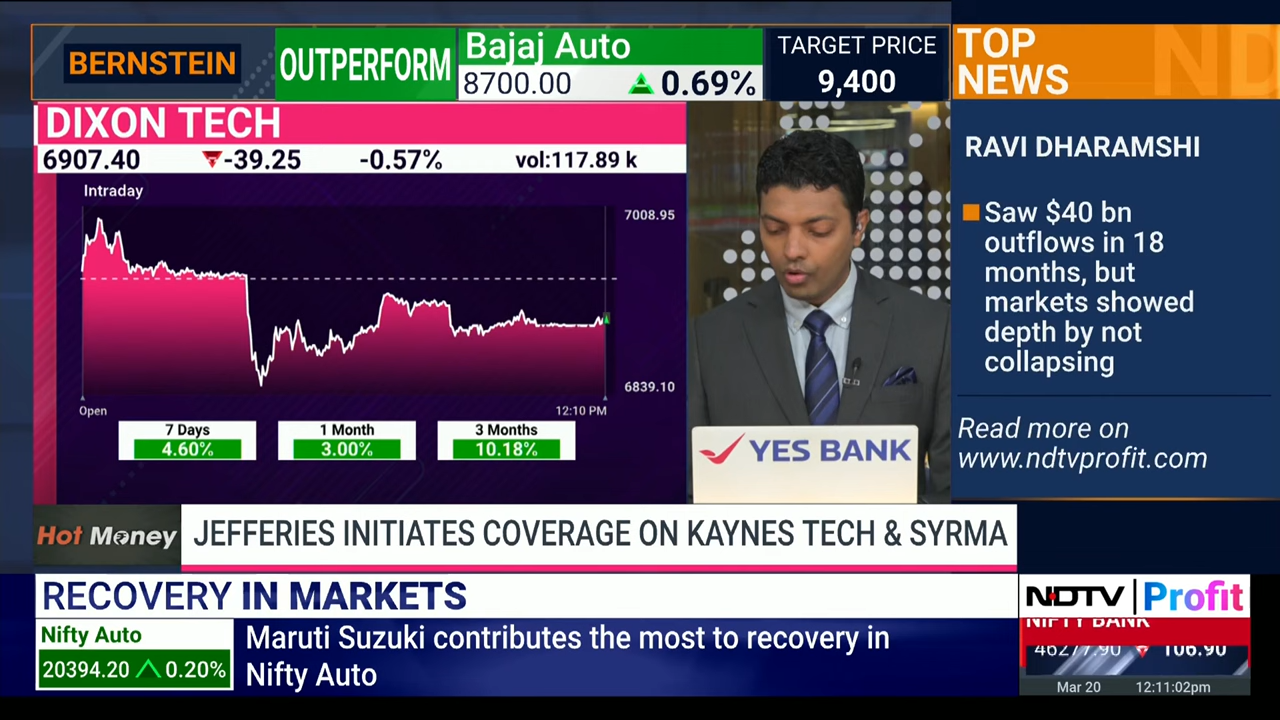 BERNSTEIN
OUTPERFORM
Bajaj Auto
8700.00 0.69%
TARGET PRICE
9,400
TOP
NEWS
ND
DIXON TECH
6907.40 -39.25 -0.57% vol:117.89 k
Intraday
7008.95
6839.10
Open 12:10 PM
7 Days
4.60%
1 Month
3.00%
3 Months
10.18%
YES BANK
RAVI DHARAMSHI
Saw $40 bn
outflows in 18
months, but
markets showed
depth by not
collapsing
Read more on
www.ndtvprofit.com
Hot Money
JEFFERIES INITIATES COVERAGE ON KAYNES TECH & SYRMA
RECOVERY IN MARKETS
Nifty Auto
20394.20 0.20%
Maruti Suzuki contributes the most to recovery in
Nifty Auto
NDTV Profit
NIFTY BANK
46277.90 106.90
Mar 20 12:11:02pm